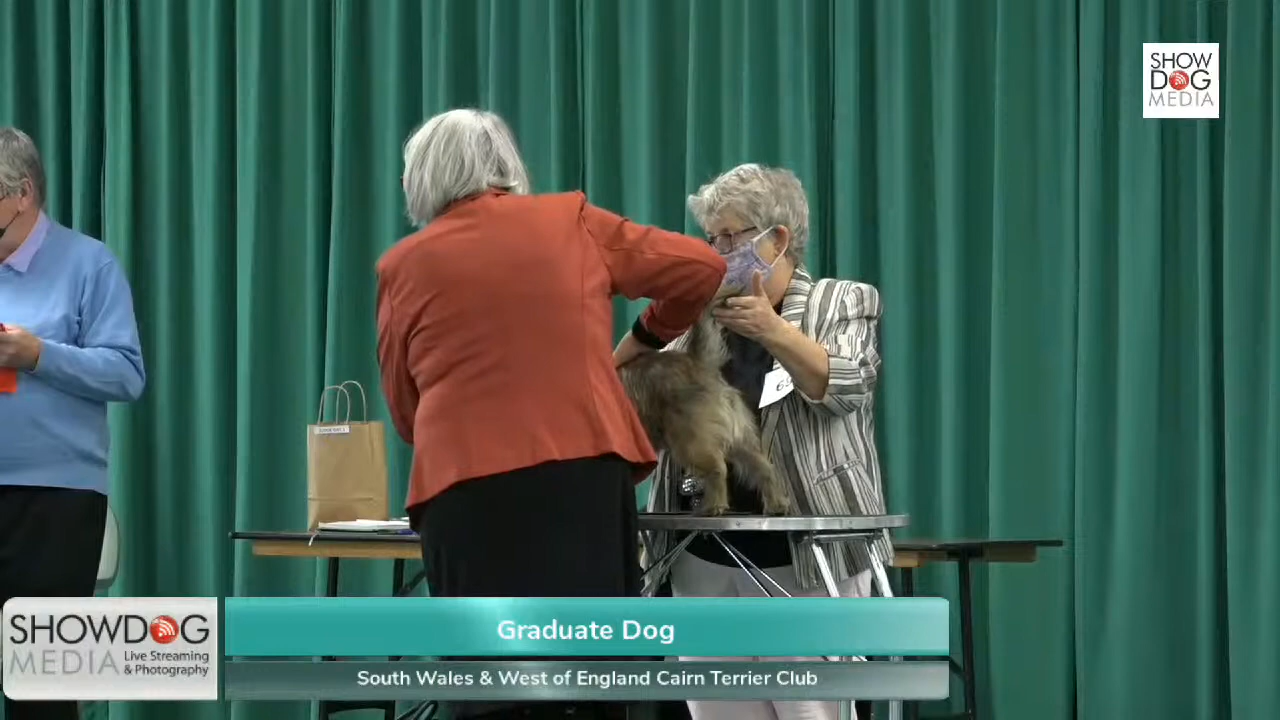 SHOW
DOG
MEDIA
SHOWDOG
MEDIA Live Streaming
& Photography
Graduate Dog
South Wales & West of England Cairn Terrier Club